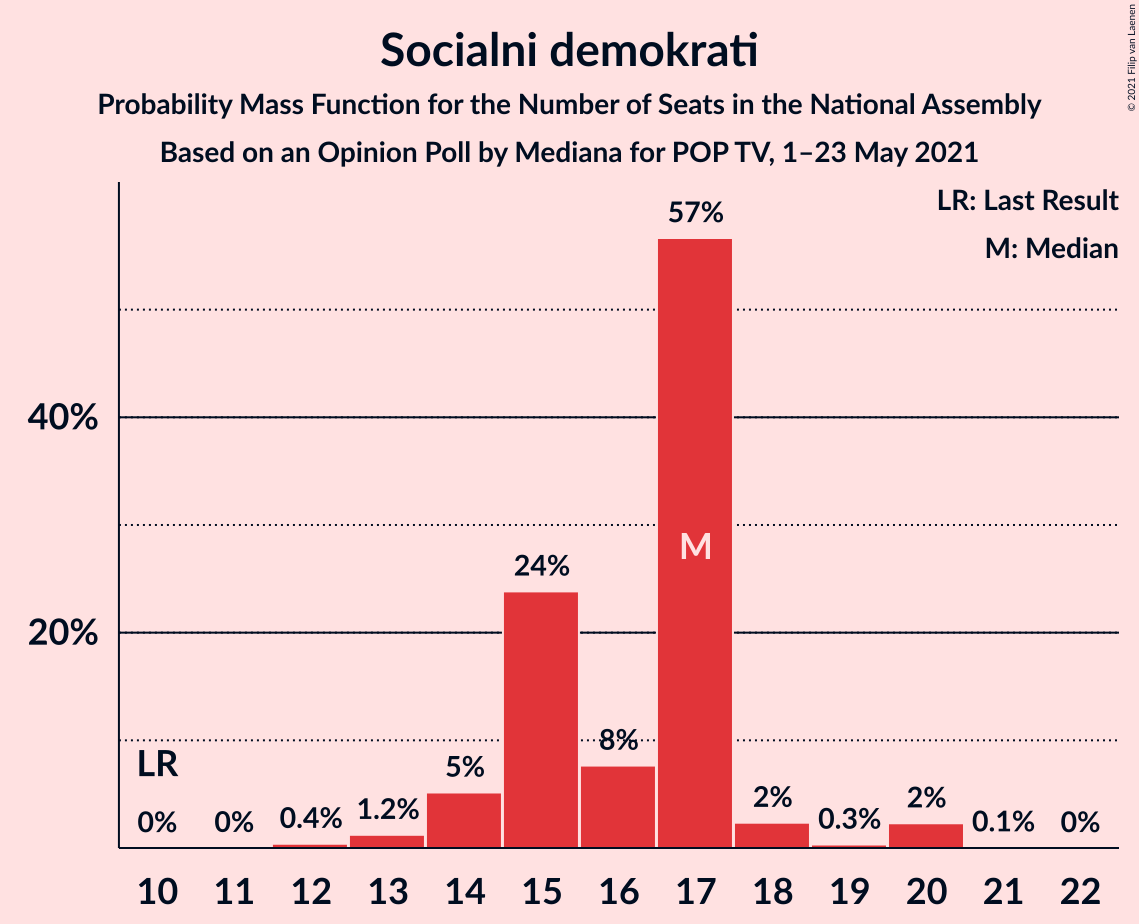 Socialni demokrati
Probability Mass Function for the Number of Seats in the National Assembly
Based on an Opinion Poll by Mediana for POP TV, 1–23 May 2021
© 2021 Filip van Laenen
LR: Last Result
M: Median
57%
40%
M
24%
20%
8%
LR
5%
1.2%
2%
2%
0%
0%
0.4%
0.3%
0.1%
0%
10 11 12 13 14 15 16 17 18 19 20 21 22